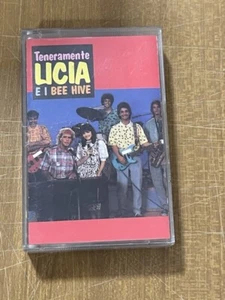 Teneramente
LICIA
E I BEE HIVE